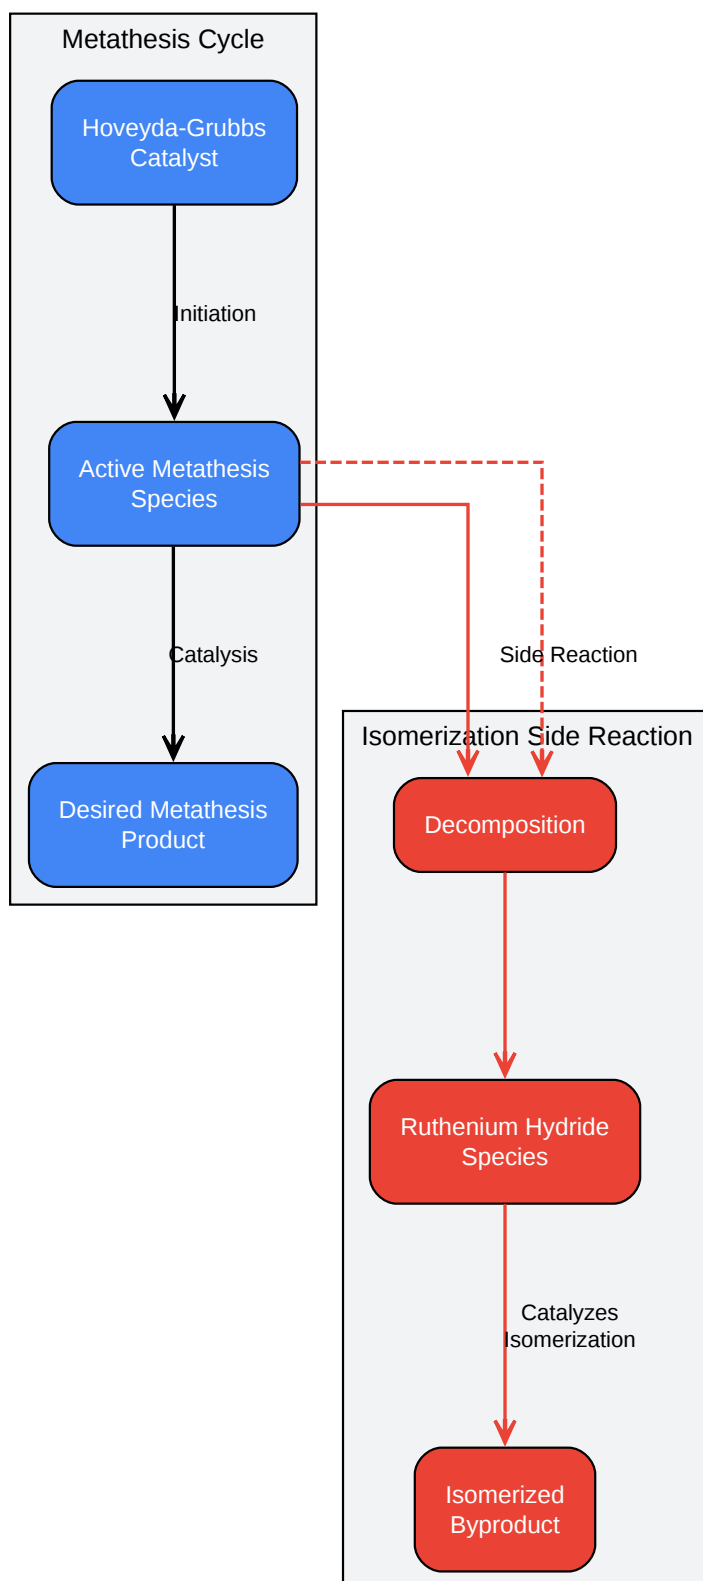 Metathesis Cycle
Hoveyda-Grubbs
Catalyst
Initiation
Active Metathesis
Species
Catalysis
Side Reaction
Isomerization Side Reaction
Desired Metathesis
Product
Decomposition
Ruthenium Hydride
Species
Catalyzes
Isomerization
Isomerized
Byproduct